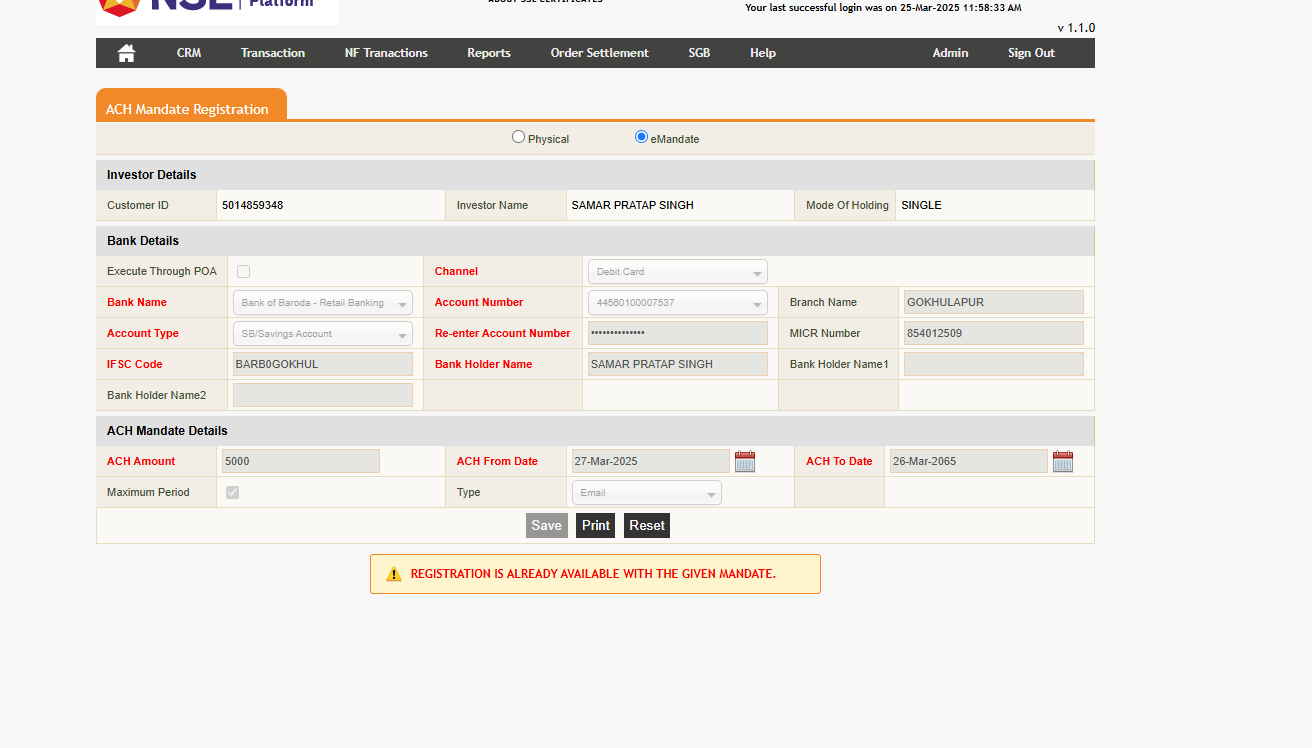 NSE | Platform
Your last successful login was on 25-Mar-2025 11:58:33 AM
ABOUT SSL CERTIFICATES
v 1.1.0
CRM Transaction NF Tranactions Reports Order Settlement SGB Help Admin Sign Out
ACH Mandate Registration
Physical eMandate
Investor Details
Customer ID 5014859348 Investor Name SAMAR PRATAP SINGH Mode Of Holding SINGLE
Bank Details
Execute Through POA Channel Debit Card
Bank Name Bank of Baroda - Retail Banking Account Number 44560100007537 Branch Name GOKHULAPUR
Account Type SB/Savings Account Re-enter Account Number •••••••••••••• MICR Number 854012509
IFSC Code BARB0GOKHUL Bank Holder Name SAMAR PRATAP SINGH Bank Holder Name1
Bank Holder Name2
ACH Mandate Details
ACH Amount 5000 ACH From Date 27-Mar-2025 ACH To Date 26-Mar-2065
Maximum Period Type Email
Save Print Reset
REGISTRATION IS ALREADY AVAILABLE WITH THE GIVEN MANDATE.